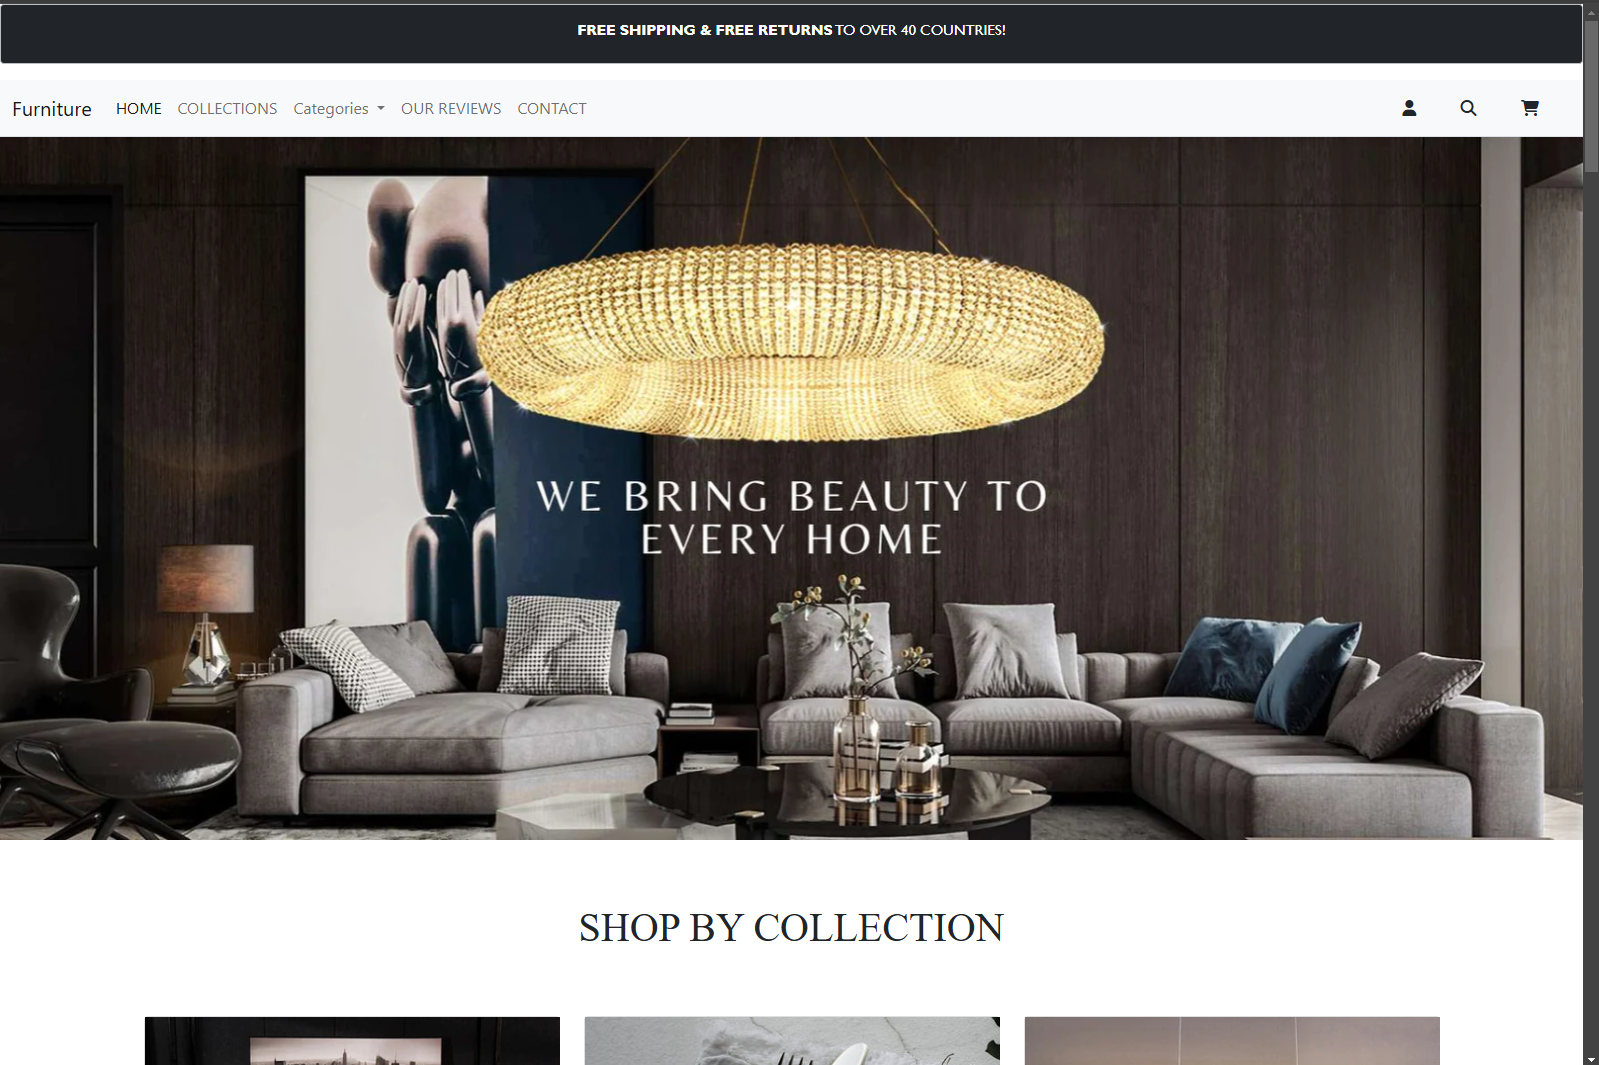 FREE SHIPPING & FREE RETURNS TO OVER 40 COUNTRIES!
Furniture HOME COLLECTIONS Categories OUR REVIEWS CONTACT
WE BRING BEAUTY TO
EVERY HOME
SHOP BY COLLECTION